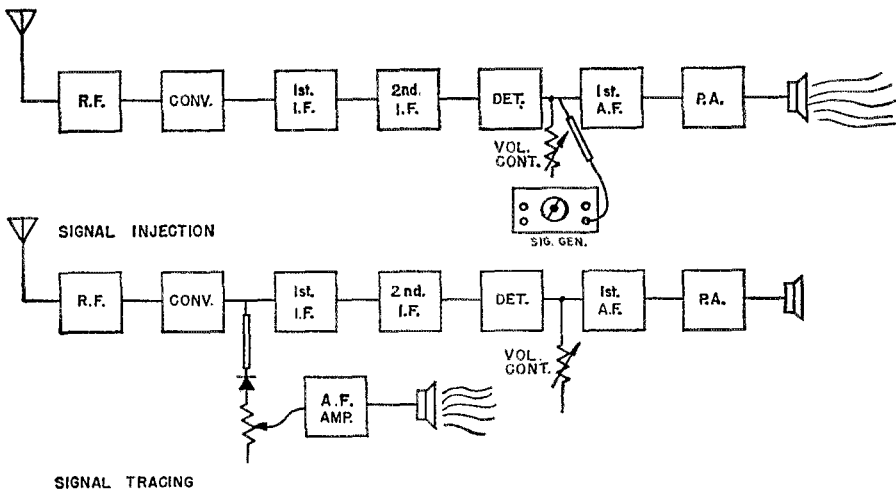 R.F.
CONV.
1st.
I.F.
2nd.
I.F.
DET.
1st.
A.F.
P.A.
VOL.
CONT.
SIG. GEN.
SIGNAL INJECTION
R.F.
CONV.
1st.
I.F.
2nd.
I.F.
DET.
1st.
A.F.
P.A.
VOL.
CONT.
A.F.
AMP.
SIGNAL TRACING